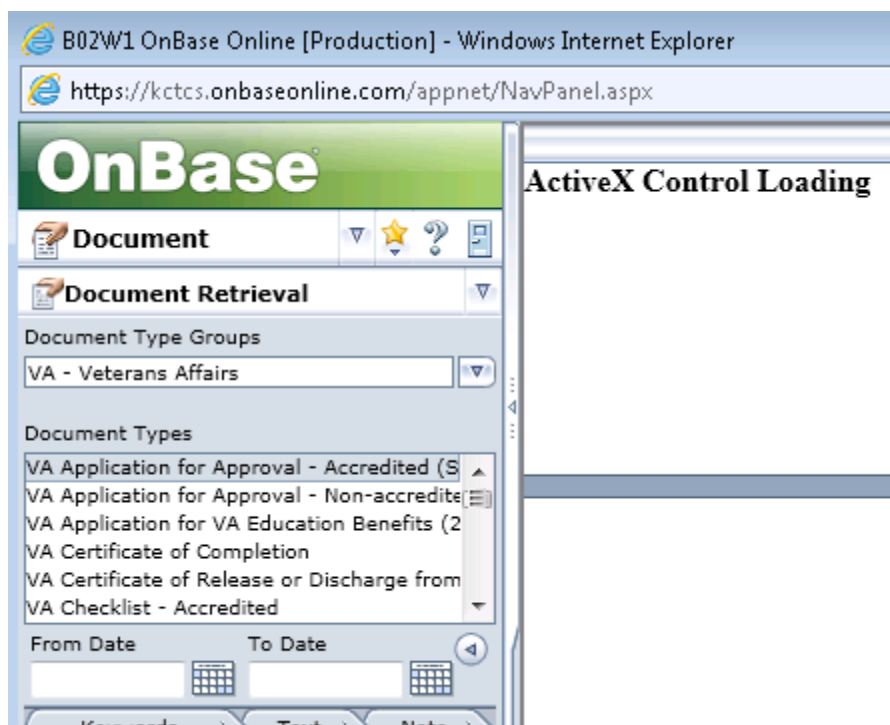 B02W1 OnBase Online [Production] - Windows Internet Explorer
https://kctcs.onbaseonline.com/appnet/NavPanel.aspx
OnBase
ActiveX Control Loading
Document
Document Retrieval
Document Type Groups
VA - Veterans Affairs
Document Types
VA Application for Approval - Accredited (S
VA Application for Approval - Non-accredite
VA Application for VA Education Benefits (2
VA Certificate of Completion
VA Certificate of Release or Discharge from
VA Checklist - Accredited
From Date To Date
Keywords Text Note